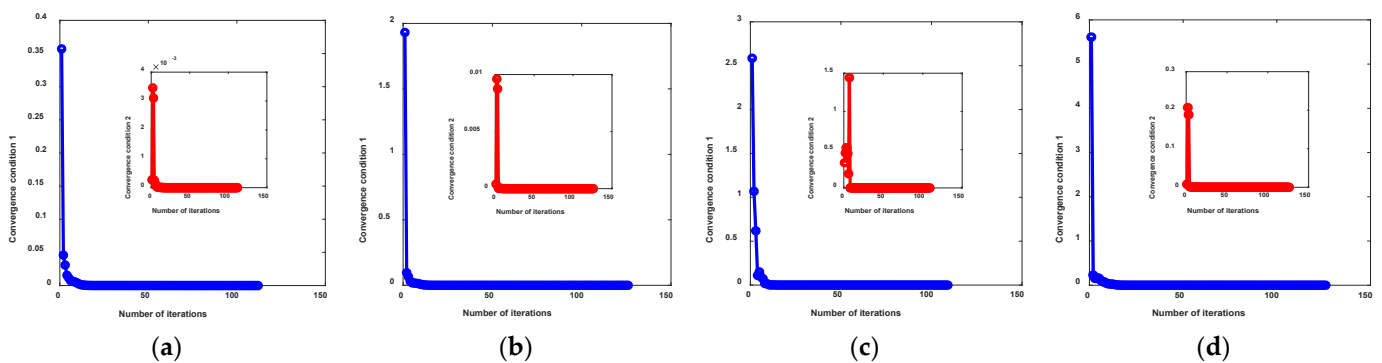 0.4
0.35
0.3
0.25
0.2
0.15
0.1
0.05
0
Convergence condition 1
0 50 100 150
Number of iterations
× 10 -3
4
3
2
1
0
Convergence condition 2
0 50 100 150
Number of iterions
(a)
2
1.5
1
0.5
0
Convergence condition 1
0 50 100 150
Number of iterations
0.01
0.005
0
Convergence condition 2
0 50 100 150
Number of iterions
(b)
3
2.5
2
1.5
1
0.5
0
Convergence condition 1
0 50 100 150
Number of iterations
1.5
1
0.5
0
Convergence condition 2
0 50 100 150
Number of iterions
(c)
6
5
4
3
2
1
0
Convergence condition 1
0 50 100 150
Number of iterations
0.3
0.2
0.1
0
Convergence condition 2
0 50 100 150
Number of iterions
(d)